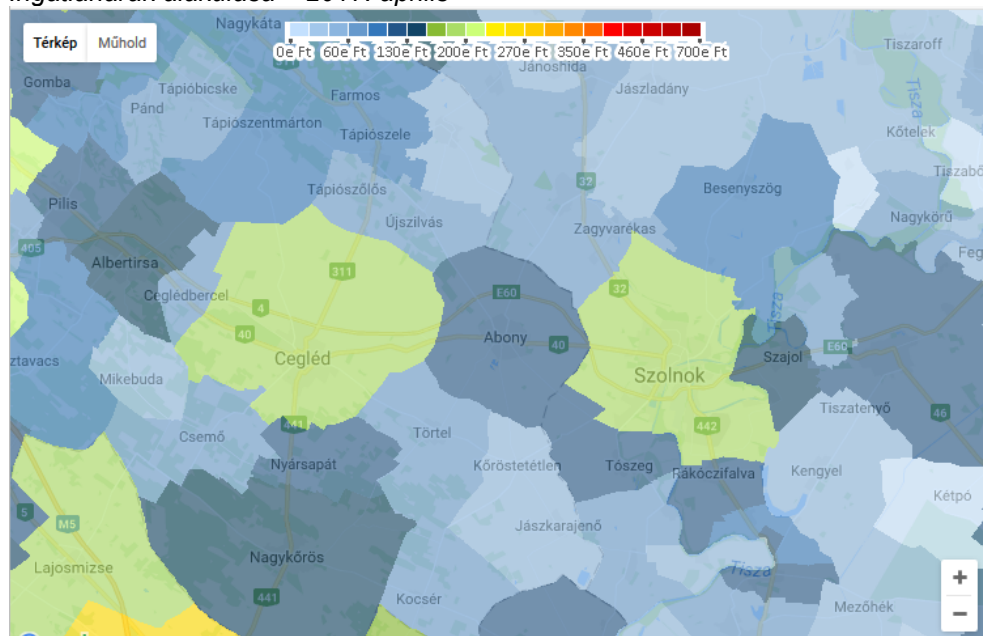 Térkép Műhold
0e Ft 60e Ft 130e Ft 200e Ft 270e Ft 350e Ft 460e Ft 700e Ft
Nagykáta
Jánoshida
Tiszaroff
Gomba
Tápióbicske
Farmos
Jászladány
Pánd
Tápiószentmárton
Tápiószele
Tisza
Kőtelek
Tápiószőlős
32
Besenyszög
Pilis
Újszilvás
Zagyvarékas
Nagykörű
405
Albertirsa
311
Ceglédbercel
4
E60
32
Tisza
40
Cegléd
Abony
40
Szajol
E60
ztavacs
Mikebuda
Szolnok
Tiszatenyő
46
441
442
Csemő
Törtel
Nyársapát
Kőröstetétlen
Tószeg
Rákóczifalva
Kengyel
Kétpó
5
M5
Jászkarajenő
Lajosmizse
Nagykőrös
Tisza
+
441
Kocsér
Mezőhék
−